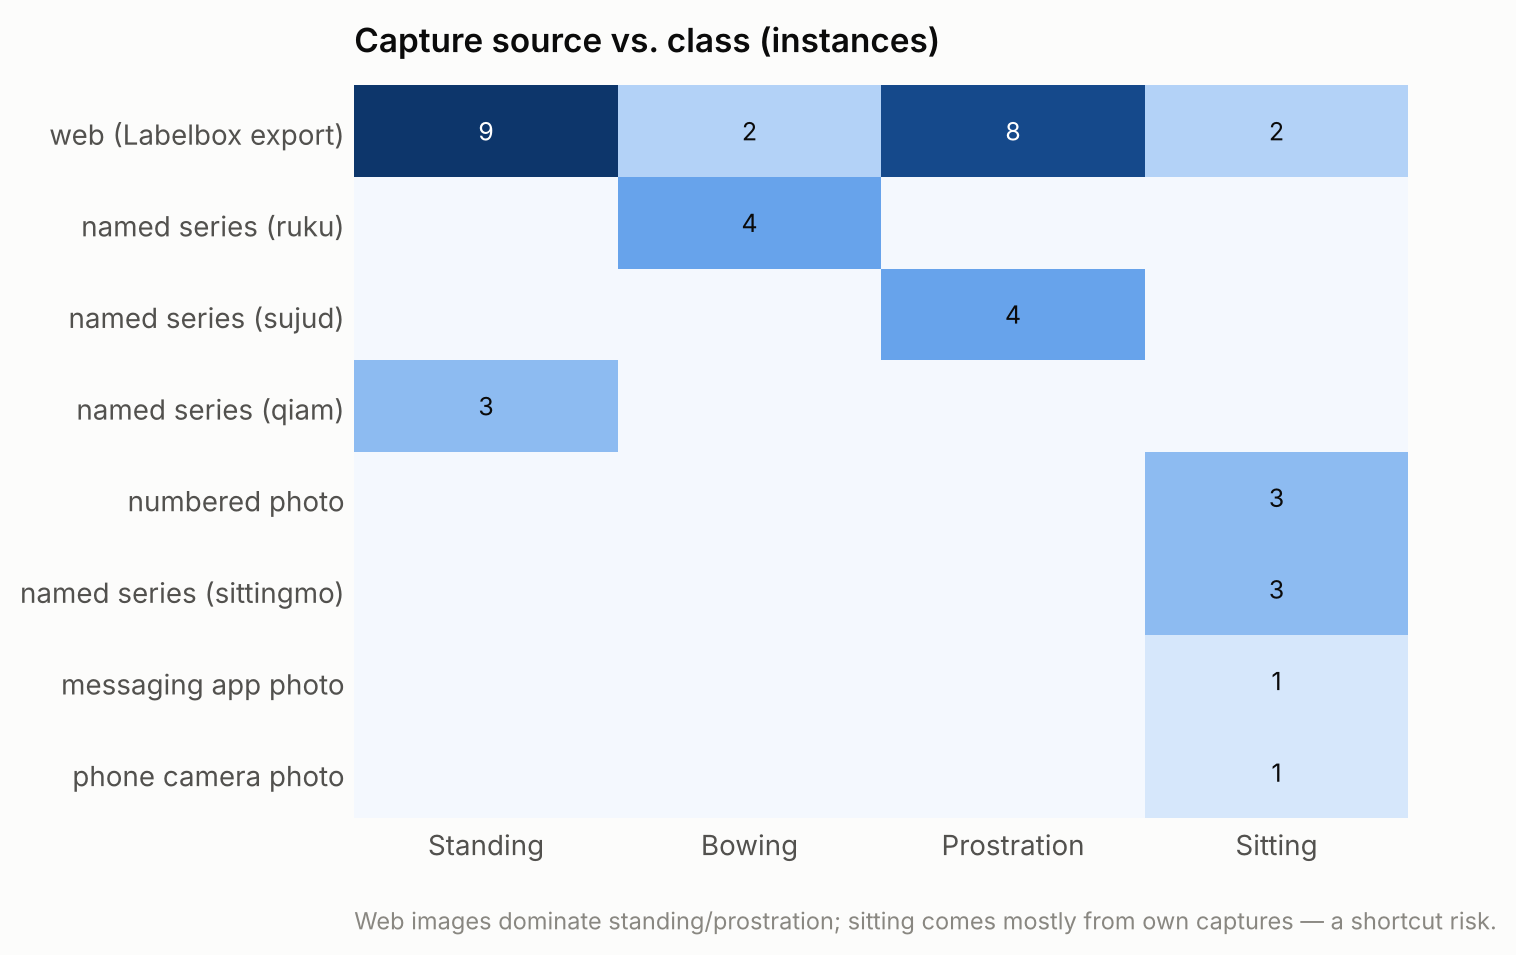 Capture source vs. class (instances)
web (Labelbox export) 9 2 8 2
named series (ruku) 4
named series (sujud) 4
named series (qiam) 3
numbered photo 3
named series (sittingmo) 3
messaging app photo 1
phone camera photo 1
Standing Bowing Prostration Sitting
Web images dominate standing/prostration; sitting comes mostly from own captures — a shortcut risk.